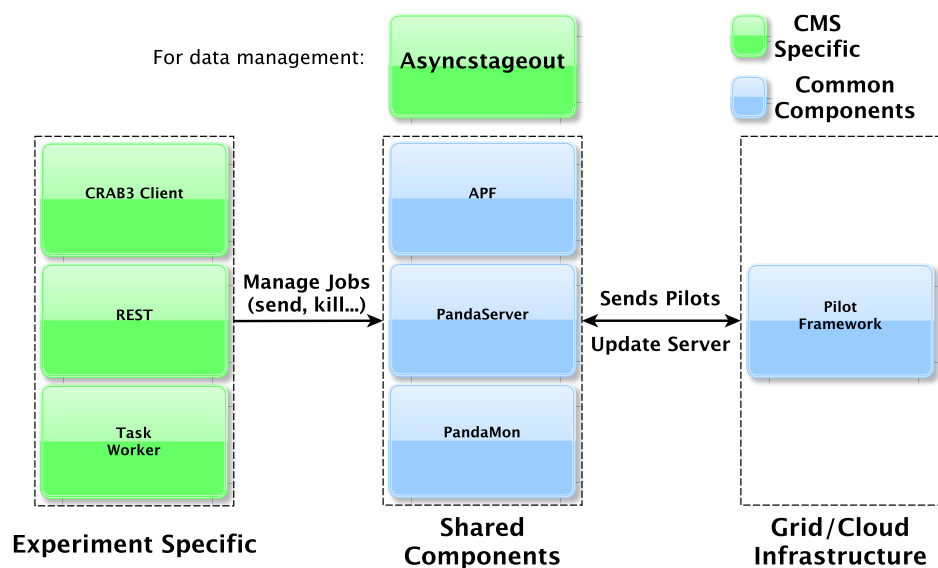 For data management:
Asyncstageout
CMS
Specific
Common
Components
CRAB3 Client
REST
Task
Worker
Manage Jobs
(send, kill...)
APF
PandaServer
PandaMon
Sends Pilots
Update Server
Pilot
Framework
Experiment Specific
Shared
Components
Grid/Cloud
Infrastructure